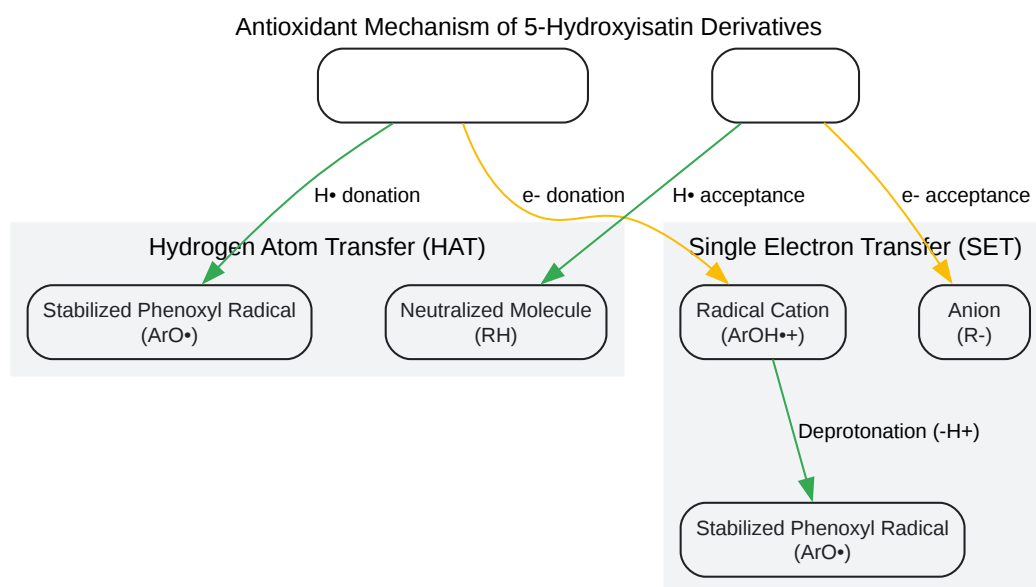 Antioxidant Mechanism of 5-Hydroxyisatin Derivatives
H• donation
e- donation
H• acceptance
e- acceptance
Hydrogen Atom Transfer (HAT)
Single Electron Transfer (SET)
Stabilized Phenoxyl Radical
(ArO•)
Neutralized Molecule
(RH)
Radical Cation
(ArOH•+)
Anion
(R-)
Deprotonation (-H+)
Stabilized Phenoxyl Radical
(ArO•)